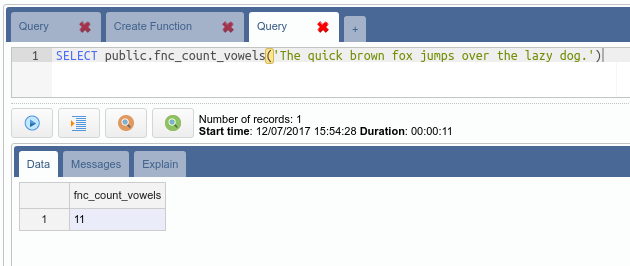 Query Create Function Query +
1 SELECT public.fnc_count_vowels('The quick brown fox jumps over the lazy dog.')
Number of records: 1
Start time: 12/07/2017 15:54:28 Duration: 00:00:11
Data Messages Explain
fnc_count_vowels
1 11